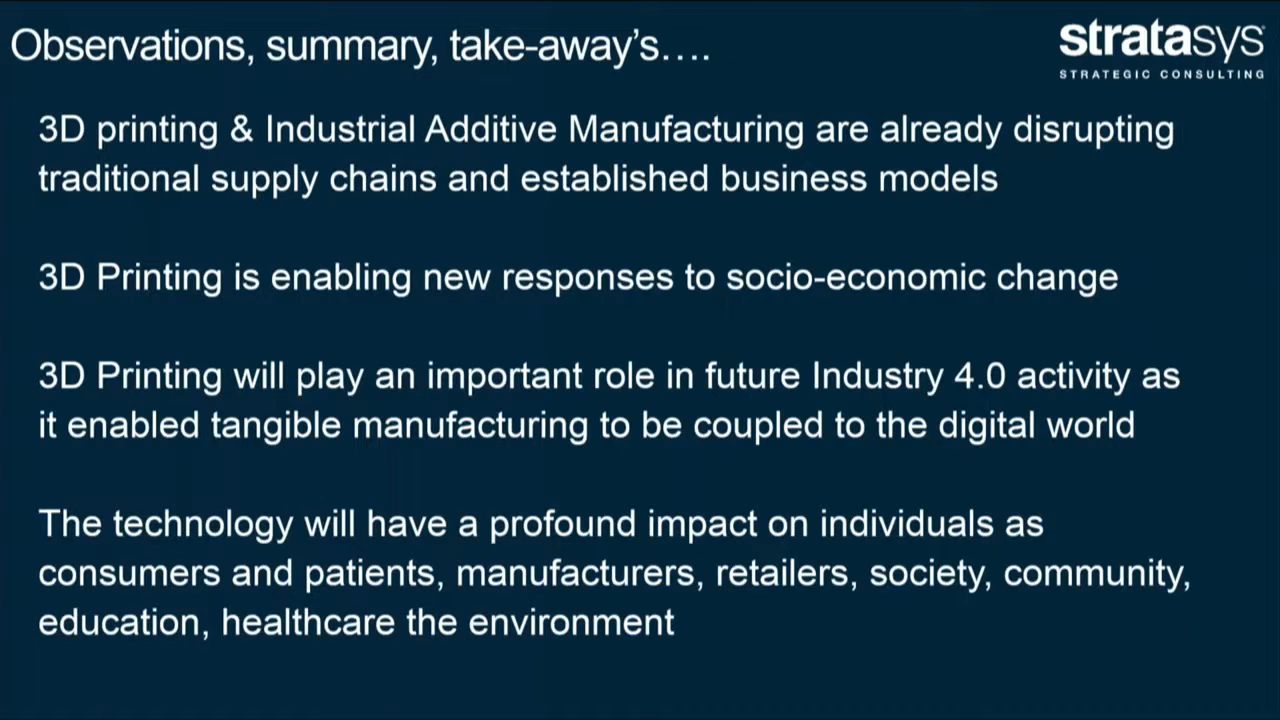 Observations, summary, take-away's....
stratasys
STRATEGIC CONSULTING
3D printing & Industrial Additive Manufacturing are already disrupting
traditional supply chains and established business models
3D Printing is enabling new responses to socio-economic change
3D Printing will play an important role in future Industry 4.0 activity as
it enabled tangible manufacturing to be coupled to the digital world
The technology will have a profound impact on individuals as
consumers and patients, manufacturers, retailers, society, community,
education, healthcare the environment